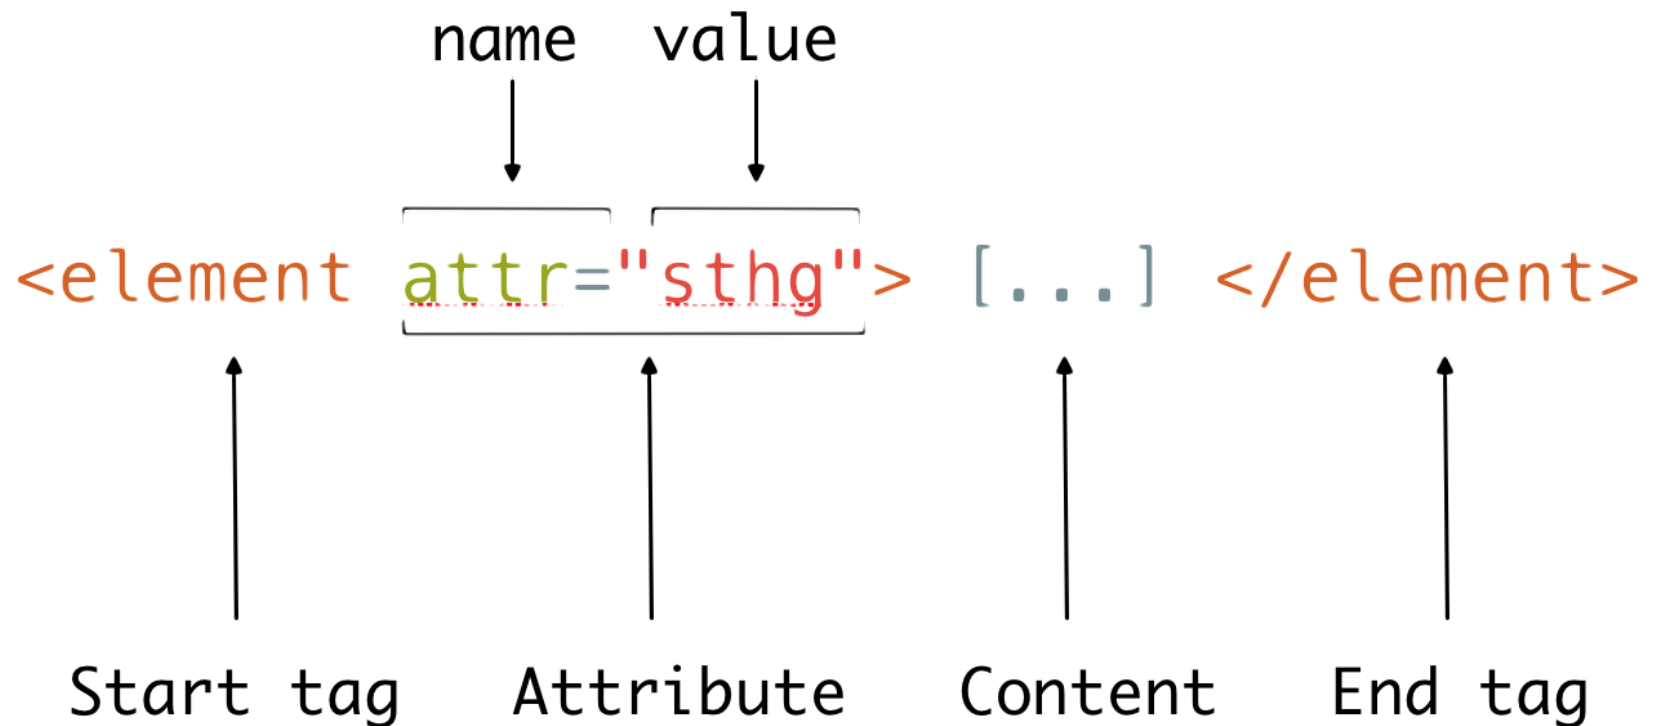 name value
<element attr="sthg"> [...] </element>
Start tag Attribute Content End tag